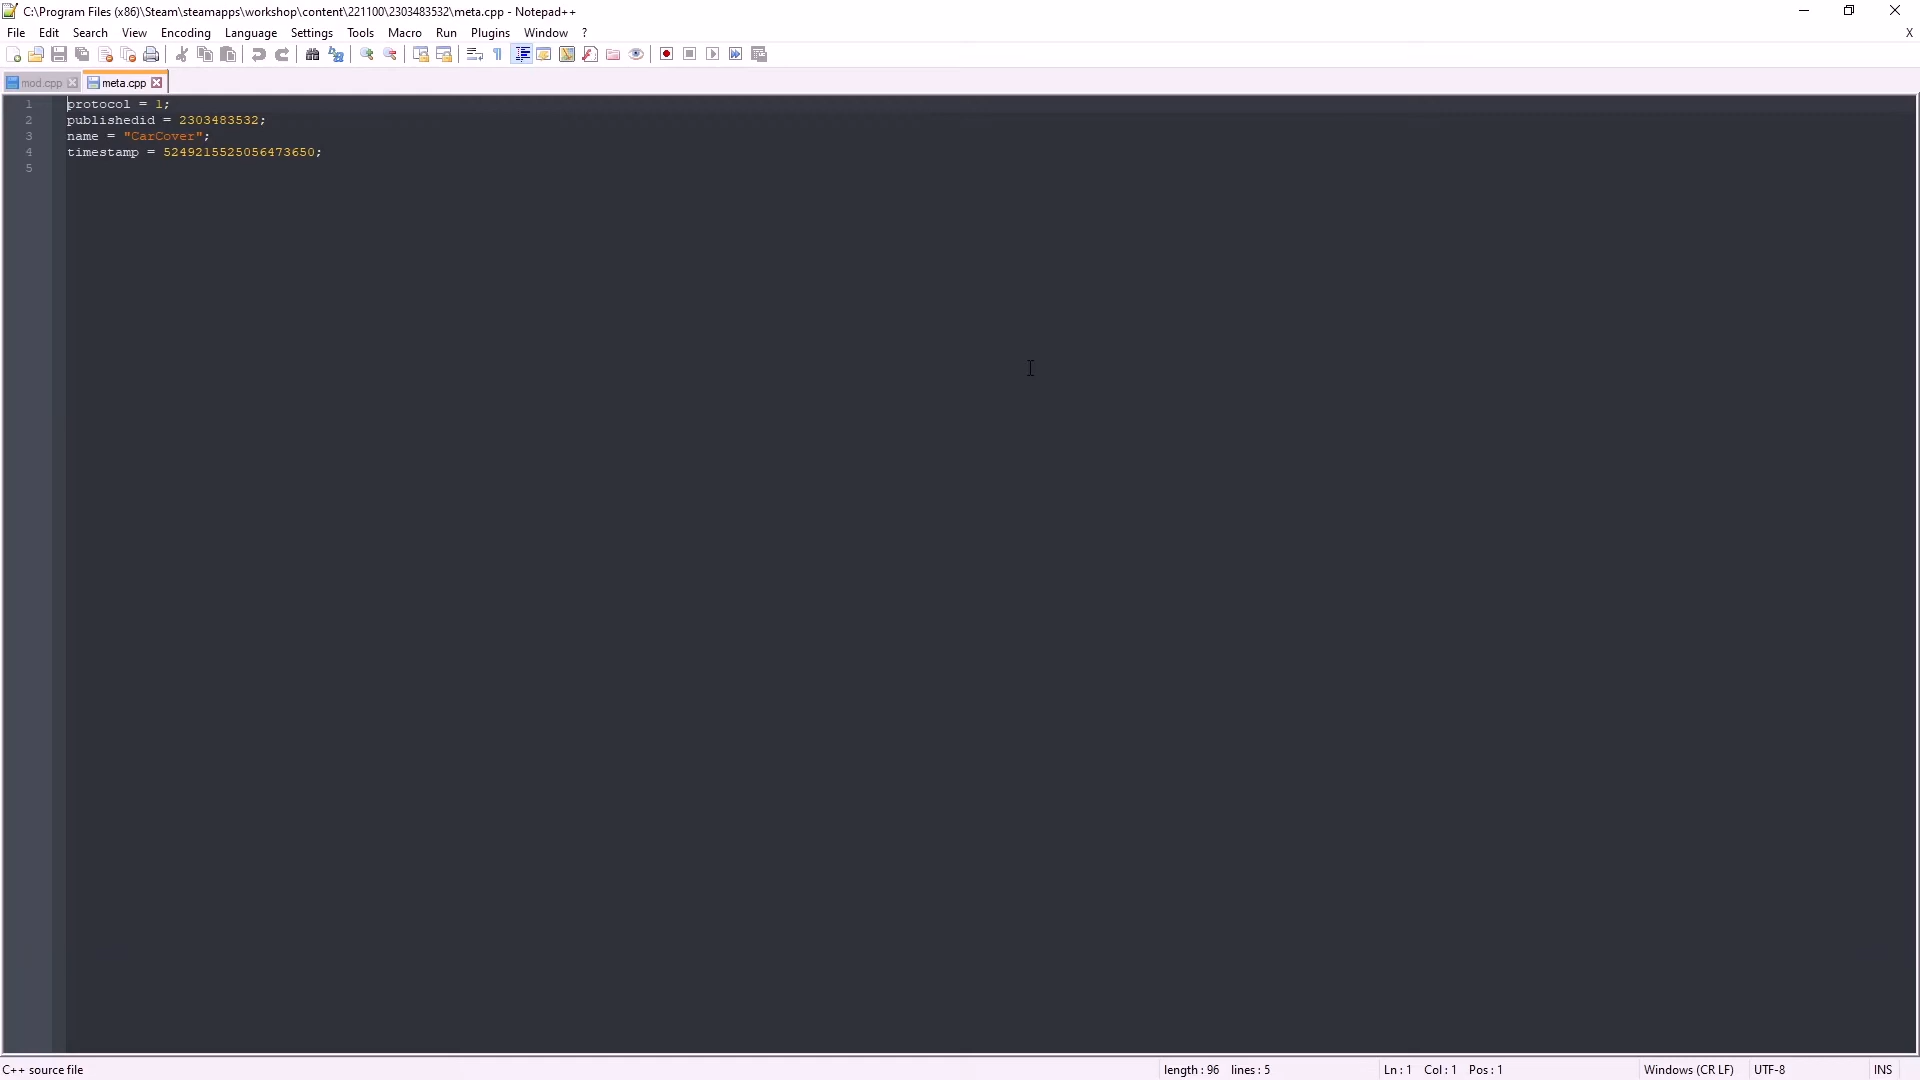 C:\Program Files (x86)\Steam\steamapps\workshop\content\221100\2303483532\meta.cpp - Notepad++
File Edit Search View Encoding Language Settings Tools Macro Run Plugins Window ? X
mod.cpp meta.cpp
1 protocol = 1;
2 publishedid = 2303483532;
3 name = "CarCover";
4 timestamp = 5249215525056473650;
5
C++ source file length : 96 lines : 5 Ln : 1 Col : 1 Pos : 1 Windows (CR LF) UTF-8 INS